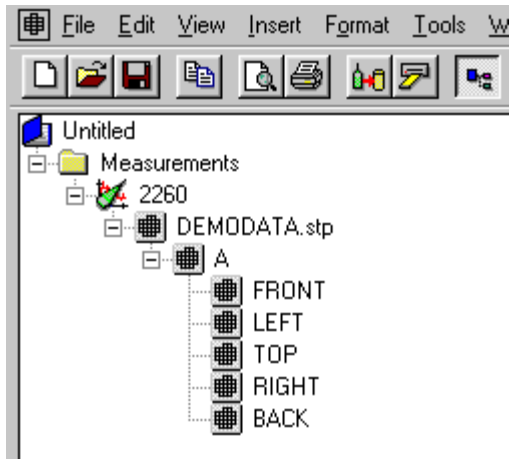 File Edit View Insert Format Tools W
Untitled
Measurements
2260
DEMODATA.stp
A
FRONT
LEFT
TOP
RIGHT
BACK